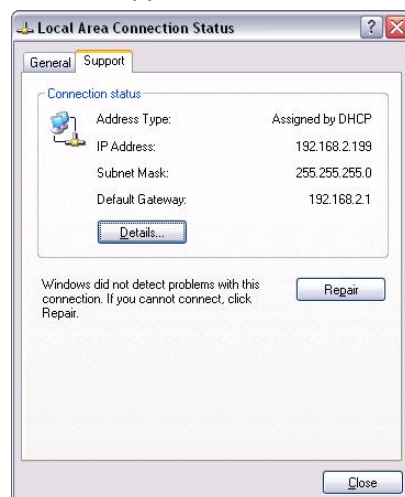 Local Area Connection Status
General Support
Connection status
Address Type: Assigned by DHCP
IP Address: 192.168.2.199
Subnet Mask: 255.255.255.0
Default Gateway: 192.168.2.1
Details...
Windows did not detect problems with this
connection. If you cannot connect, click
Repair.
Repair
Close